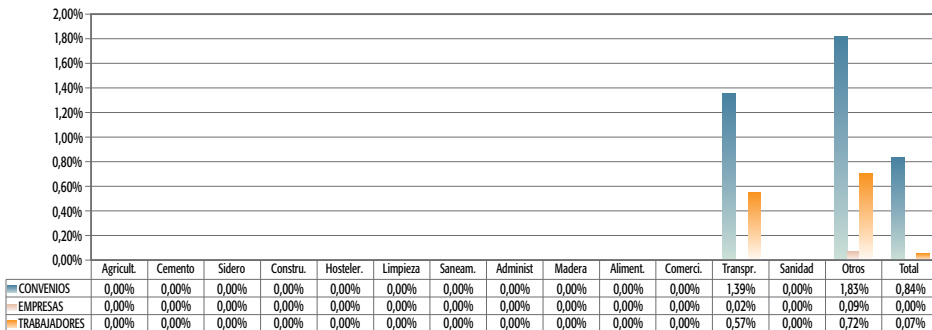 2,00%
1,80%
1,60%
1,40%
1,20%
1,00%
0,80%
0,60%
0,40%
0,20%
0,00%
Agricult. Cemento Sidero Constru. Hosteler. Limpieza Saneam. Administ Madera Aliment. Comerci. Transpr. Sanidad Otros Total
CONVENIOS 0,00% 0,00% 0,00% 0,00% 0,00% 0,00% 0,00% 0,00% 0,00% 0,00% 0,00% 1,39% 0,00% 1,83% 0,84%
EMPRESAS 0,00% 0,00% 0,00% 0,00% 0,00% 0,00% 0,00% 0,00% 0,00% 0,00% 0,00% 0,02% 0,00% 0,09% 0,00%
TRABAJADORES 0,00% 0,00% 0,00% 0,00% 0,00% 0,00% 0,00% 0,00% 0,00% 0,00% 0,00% 0,57% 0,00% 0,72% 0,07%